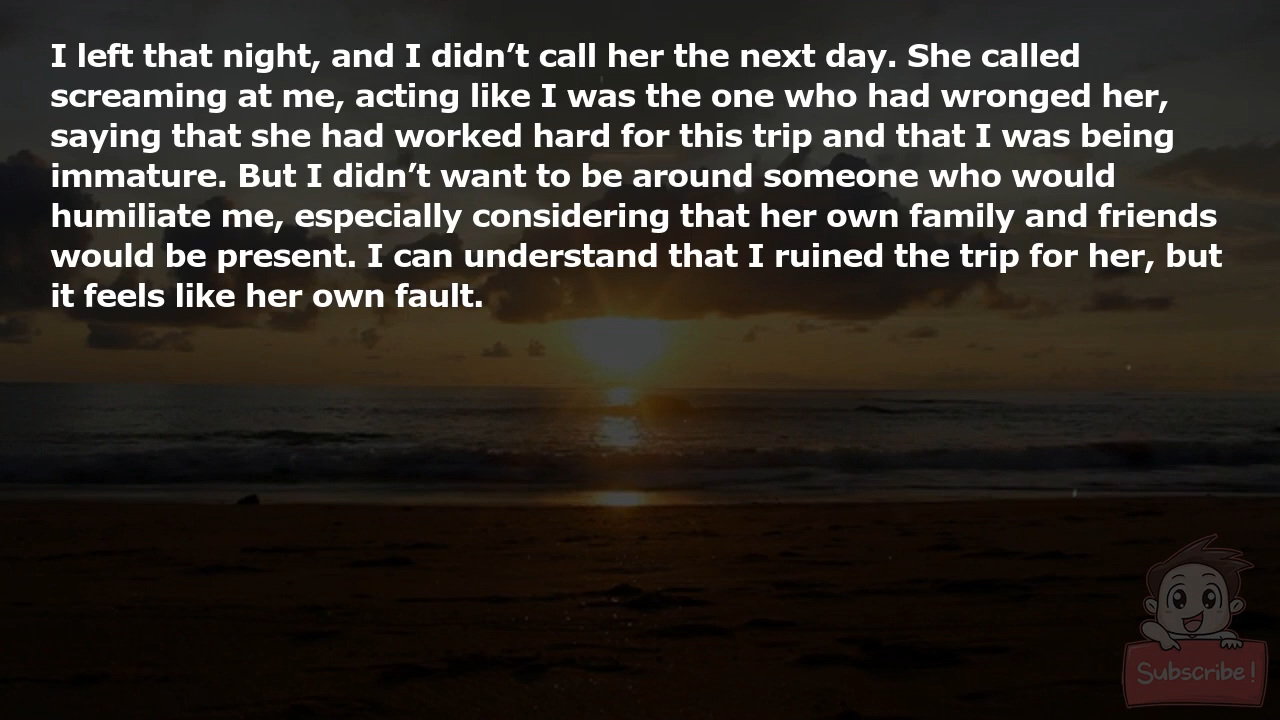 I left that night, and I didn’t call her the next day. She called
screaming at me, acting like I was the one who had wronged her,
saying that she had worked hard for this trip and that I was being
immature. But I didn’t want to be around someone who would
humiliate me, especially considering that her own family and friends
would be present. I can understand that I ruined the trip for her, but
it feels like her own fault.
Subscribe!